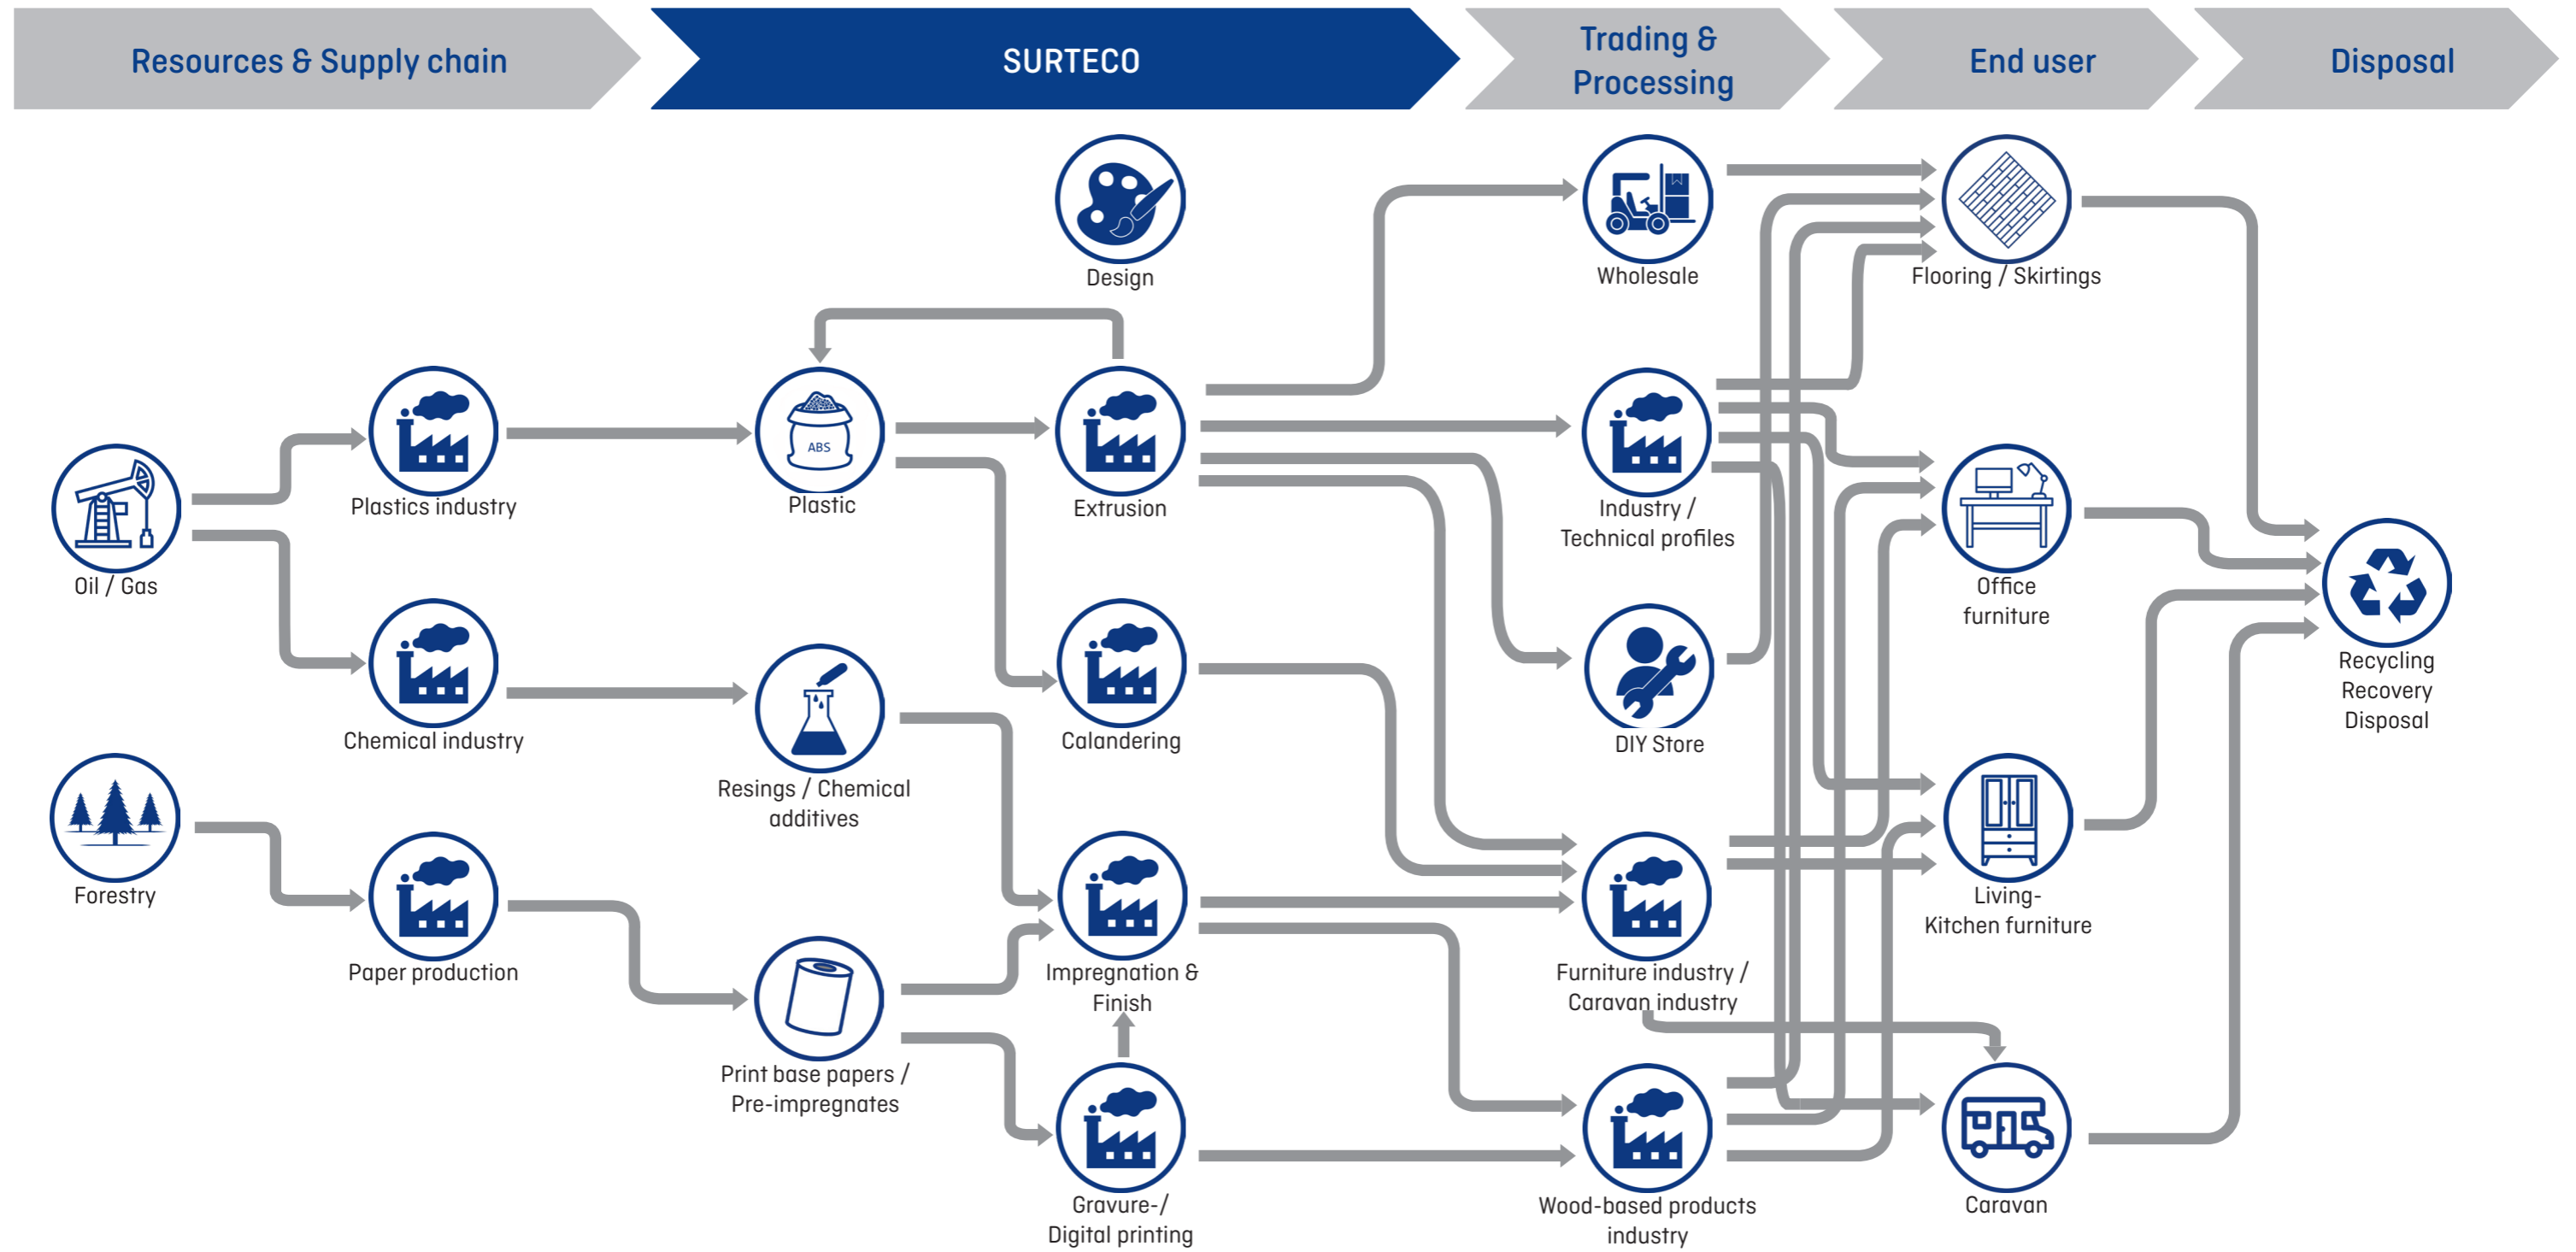 Resources & Supply chain
SURTECO
Trading &
Processing
End user
Disposal
Design
Wholesale
Flooring / Skirtings
ABS
Plastics industry
Plastic
Extrusion
Industry /
Technical profiles
Oil / Gas
Office
furniture
Chemical industry
Resings / Chemical
additives
Calandering
DIY Store
Recycling
Recovery
Disposal
Forestry
Paper production
Impregnation &
Finish
Furniture industry /
Caravan industry
Living-
Kitchen furniture
Print base papers /
Pre-impregnates
Gravure-/
Digital printing
Wood-based products
industry
Caravan